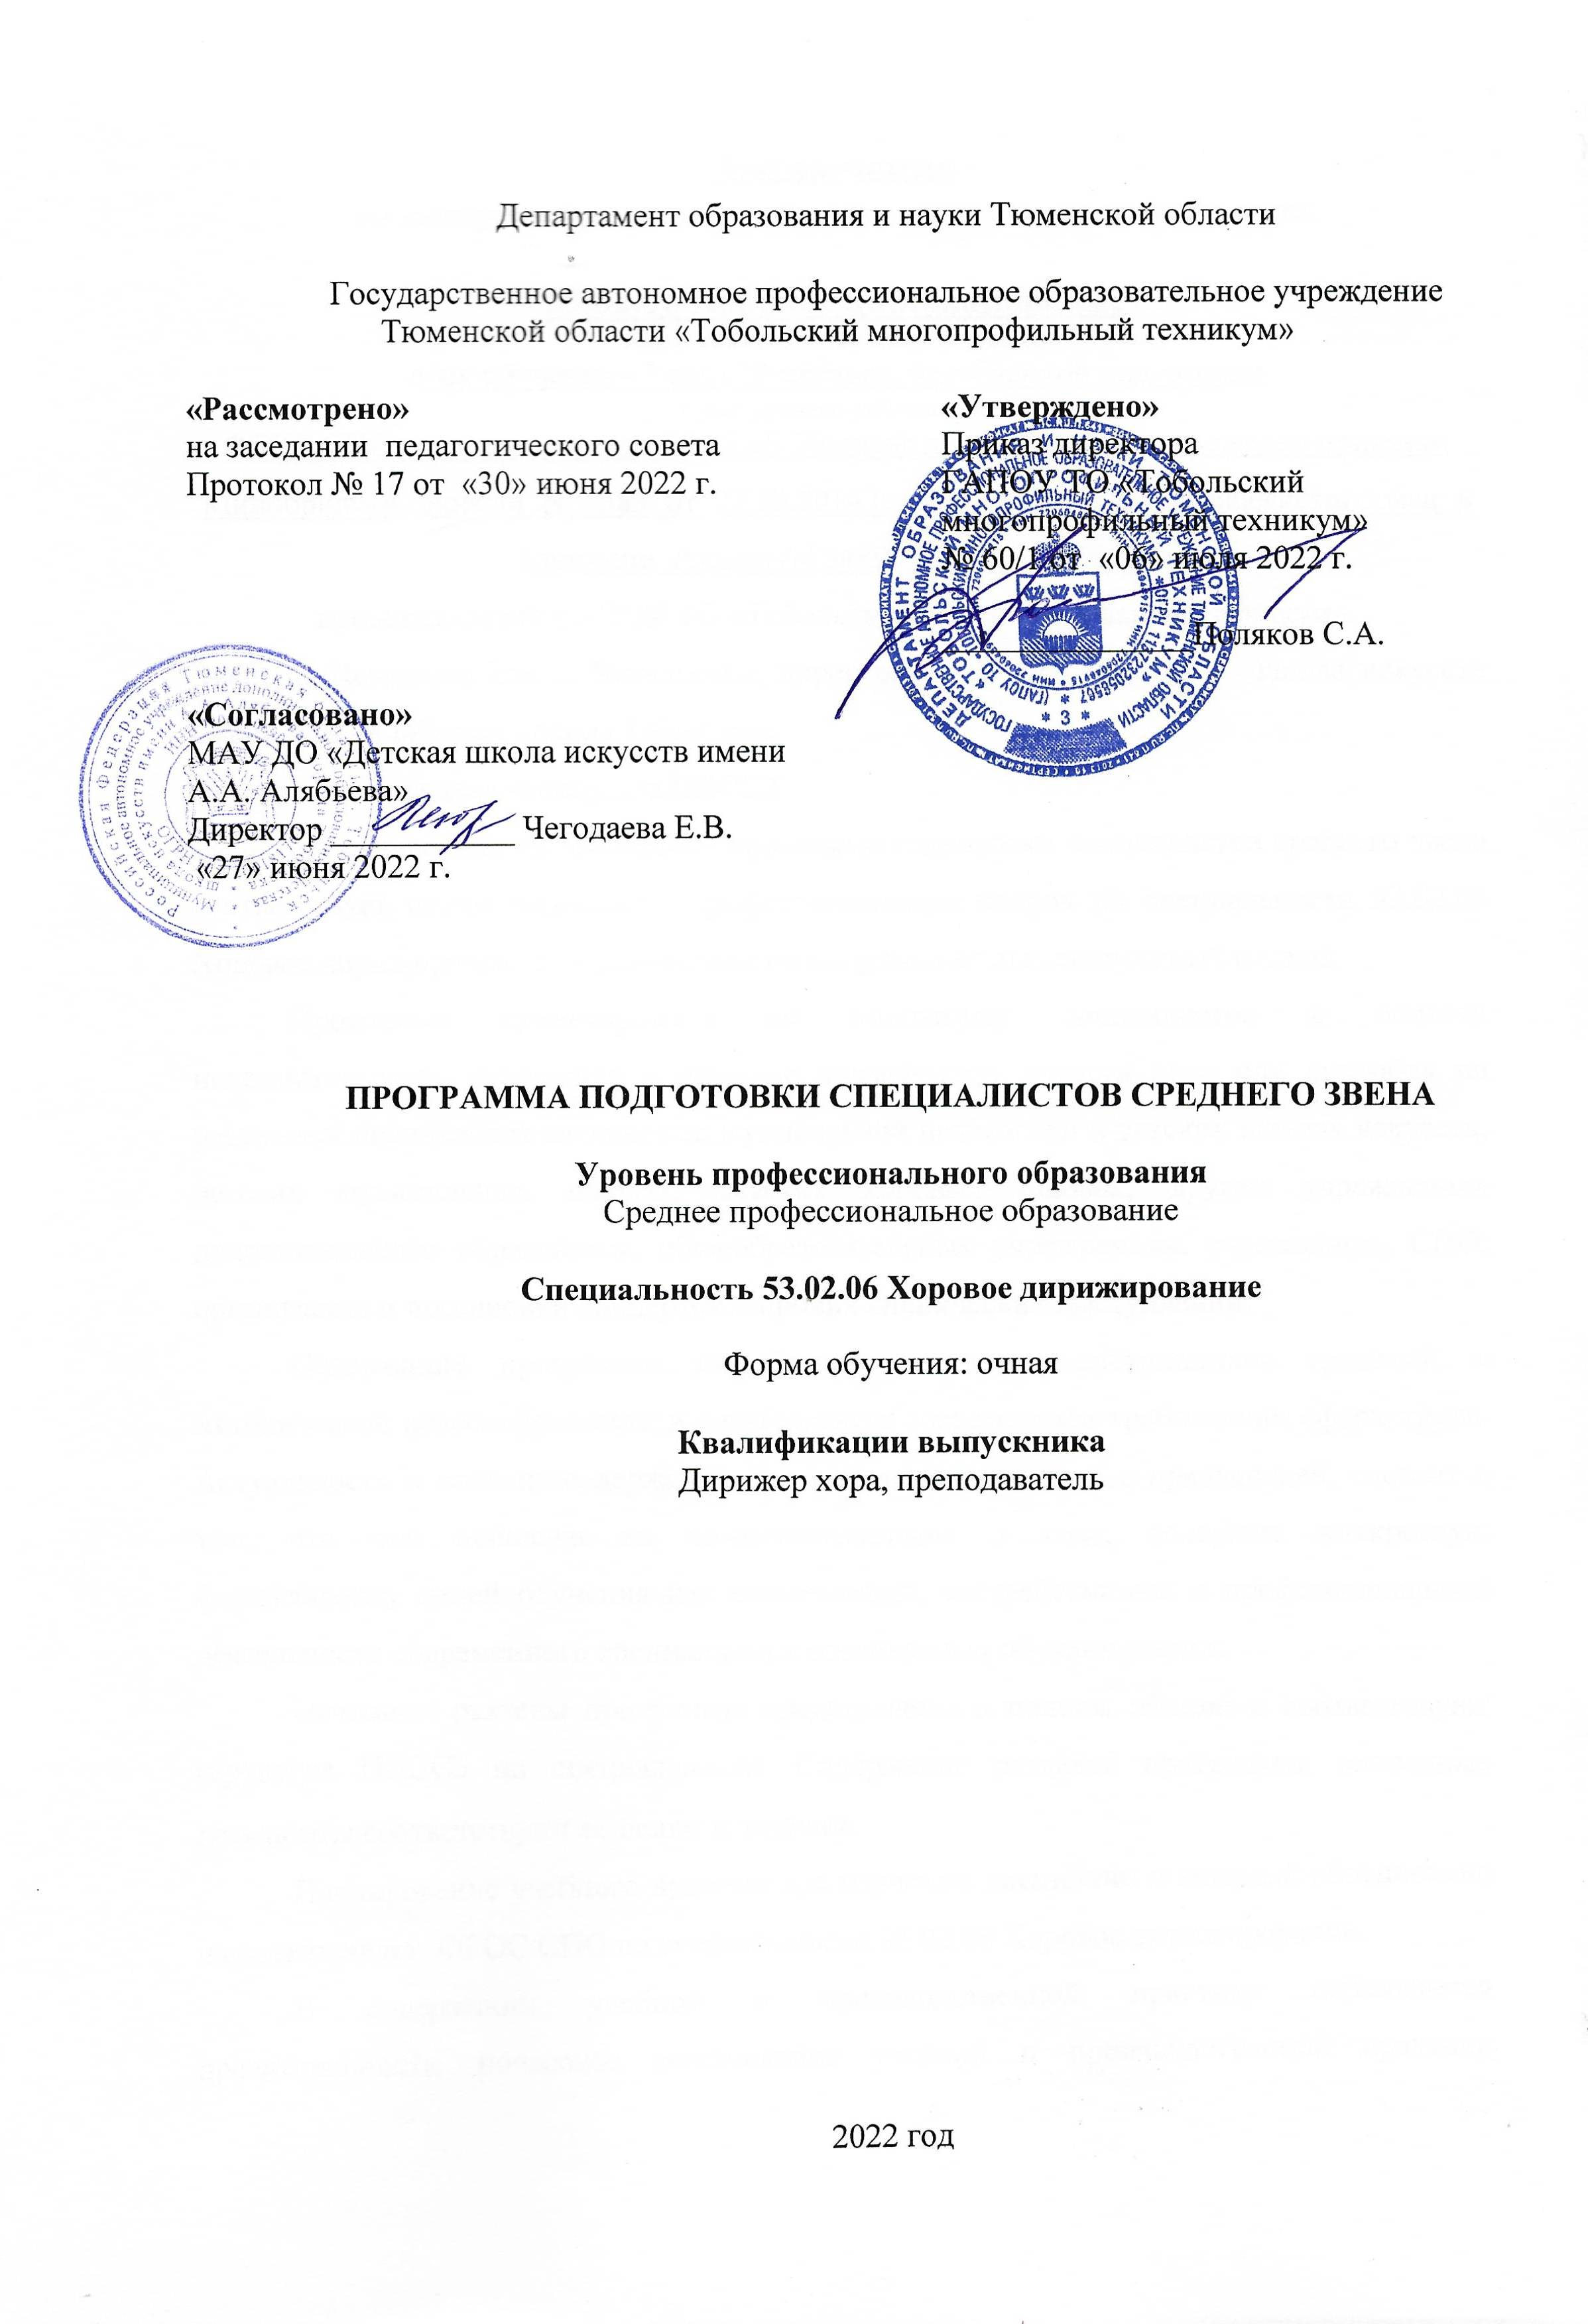 Департамент образования и науки Тюменской области
Государственное автономное профессиональное образовательное учреждение
Тюменской области «Тобольский многопрофильный техникум»
«Рассмотрено»
на заседании педагогического совета
Протокол № 17 от «30» июня 2022 г.
«Утверждено»
Приказ директора
ГАПОУ ТО «Тобольский
многопрофильный техникум»
№ 60/1 от «06» июля 2022 г.
Поляков С.А.
«Согласовано»
МАУ ДО «Детская школа искусств имени
А.А. Алябьева»
Директор ___________ Чегодаева Е.В.
«27» июня 2022 г.
ПРОГРАММА ПОДГОТОВКИ СПЕЦИАЛИСТОВ СРЕДНЕГО ЗВЕНА
Уровень профессионального образования
Среднее профессиональное образование
Специальность 53.02.06 Хоровое дирижирование
Форма обучения: очная
Квалификации выпускника
Дирижер хора, преподаватель
2022 год